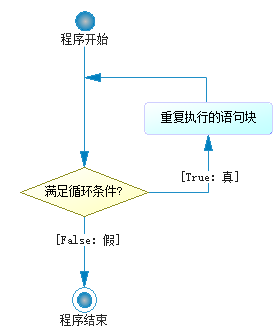 程序开始
重复执行的语句块
满足循环条件?
[True: 真]
[False: 假]
程序结束